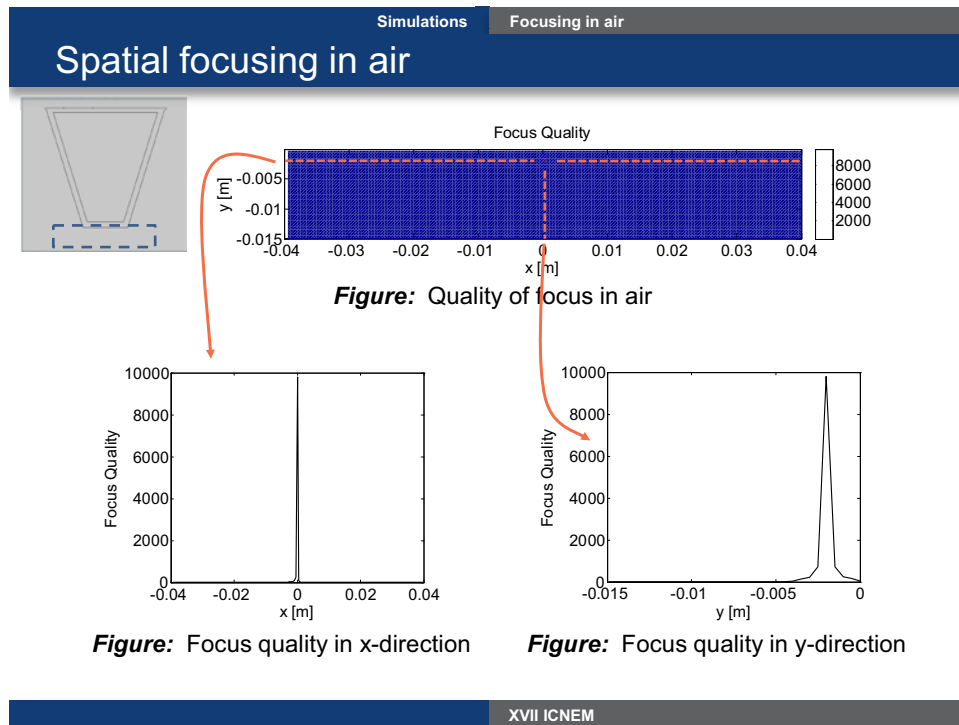 Simulations Focusing in air
Spatial focusing in air
Focus Quality
y [m]
-0.005
-0.01
-0.015
-0.04 -0.03 -0.02 -0.01 0 0.01 0.02 0.03 0.04
x [m]
8000
6000
4000
2000
Figure: Quality of focus in air
Focus Quality
10000
8000
6000
4000
2000
0
-0.04 -0.02 0 0.02 0.04
x [m]
Figure: Focus quality in x-direction
Focus Quality
10000
8000
6000
4000
2000
0
-0.015 -0.01 -0.005 0
y [m]
Figure: Focus quality in y-direction
XVII ICNEM